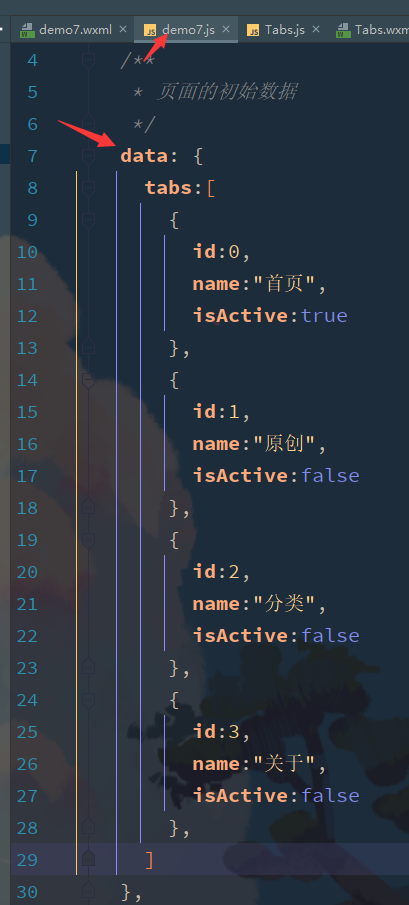 demo7.wxml × demo7.js × Tabs.js × Tabs.wxm
4 /**
5 * 页面的初始数据
6 */
7 data: {
8 tabs:[
9 {
10 id:0,
11 name:"首页",
12 isActive:true
13 },
14 {
15 id:1,
16 name:"原创",
17 isActive:false
18 },
19 {
20 id:2,
21 name:"分类",
22 isActive:false
23 },
24 {
25 id:3,
26 name:"关于",
27 isActive:false
28 },
29 ]
30 },